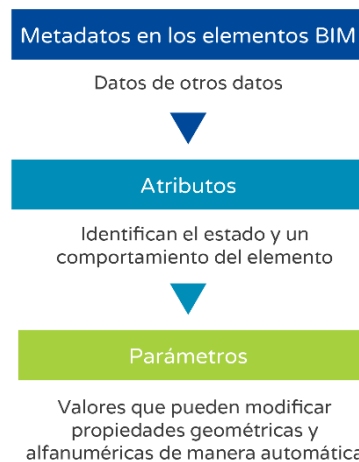 Metadatos en los elementos BIM
Datos de otros datos
Atributos
Identifican el estado y un
comportamiento del elemento
Parámetros
Valores que pueden modificar
propiedades geométricas y
alfanuméricas de manera automática